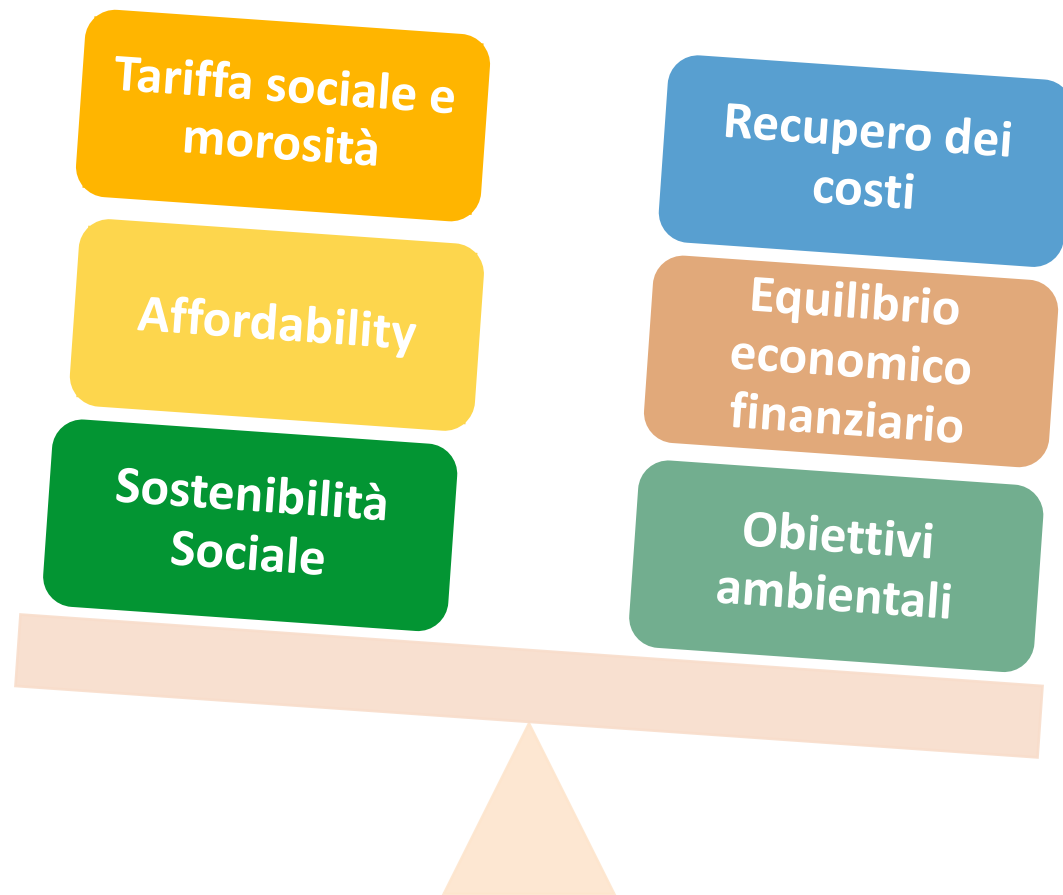 Tariffa sociale e
morosità
Affordability
Sostenibilità
Sociale
Recupero dei
costi
Equilibrio
economico
finanziario
Obiettivi
ambientali